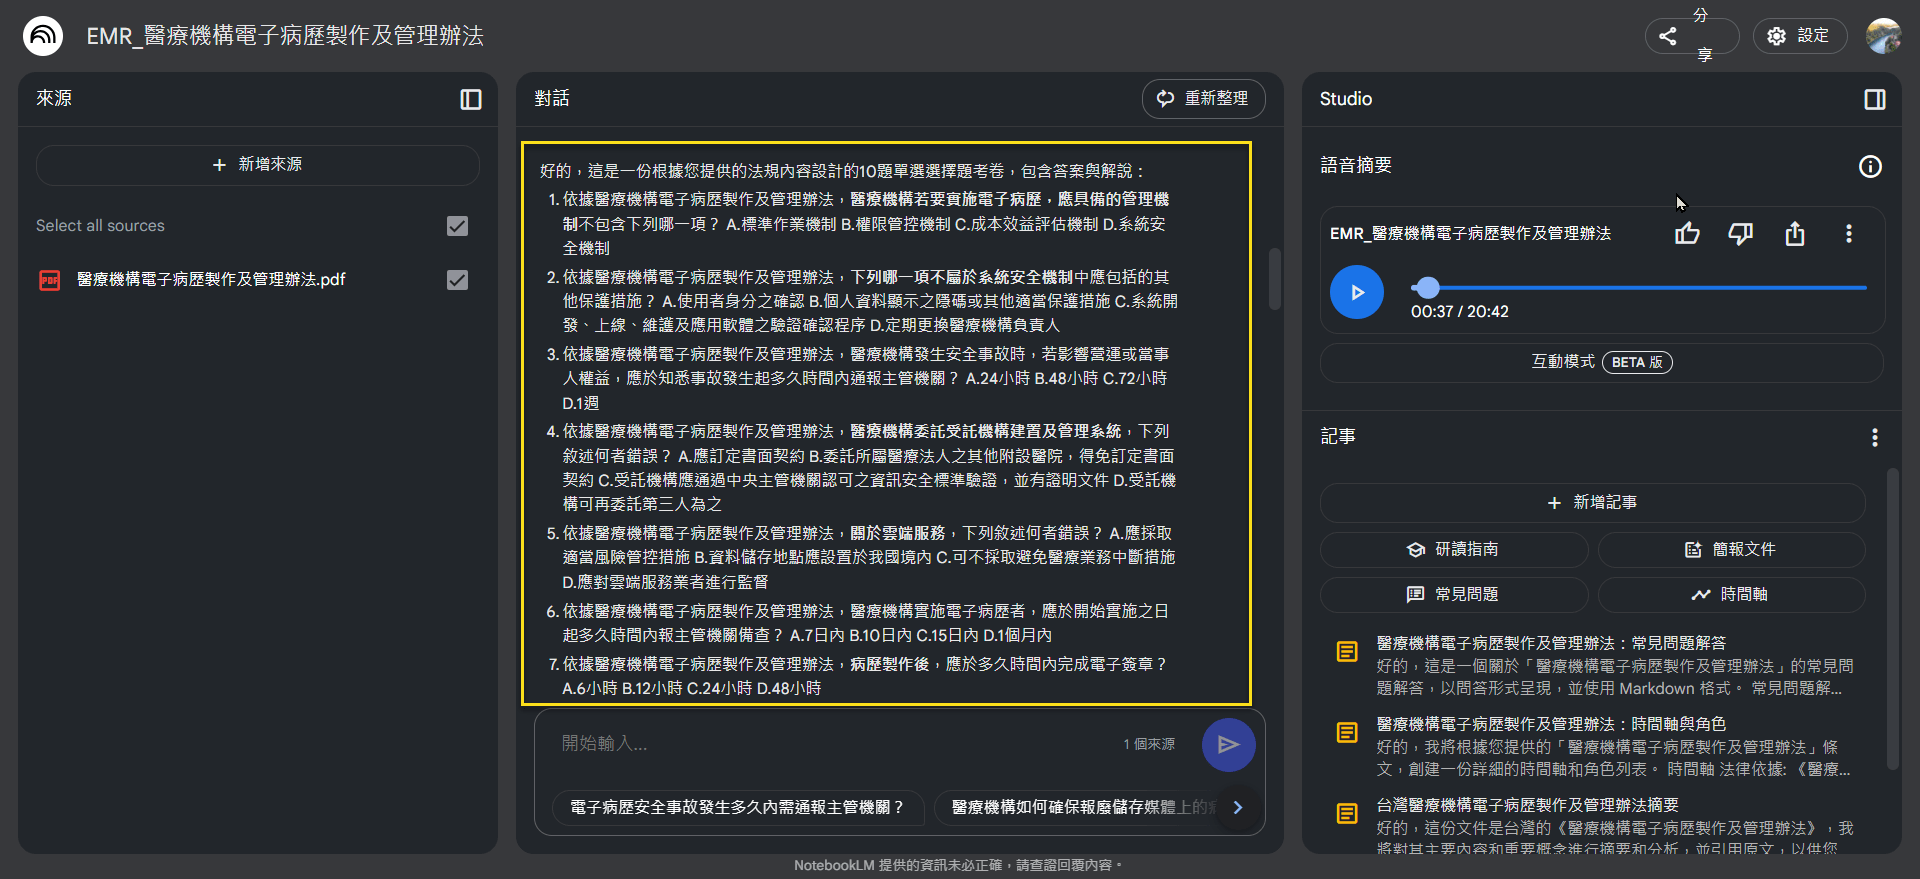 EMR_醫療機構電子病歷製作及管理辦法
分
享
設定
來源
新增來源
Select all sources
PDF
醫療機構電子病歷製作及管理辦法.pdf
對話
重新整理
好的，這是一份根據您提供的法規內容設計的10題單選選擇題考卷，包含答案與解說：
1. 依據醫療機構電子病歷製作及管理辦法，醫療機構若要實施電子病歷，應具備的管理機
制不包含下列哪一項？ A.標準作業機制 B.權限管控機制 C.成本效益評估機制 D.系統安
全機制
2. 依據醫療機構電子病歷製作及管理辦法，下列哪一項不屬於系統安全機制中應包括的其
他保護措施？ A.使用者身分之確認 B.個人資料顯示之隱碼或其他適當保護措施 C.系統開
發、上線、維護及應用軟體之驗證確認程序 D.定期更換醫療機構負責人
3. 依據醫療機構電子病歷製作及管理辦法，醫療機構發生安全事故時，若影響營運或當事
人權益，應於知悉事故發生起多久時間內通報主管機關？ A.24小時 B.48小時 C.72小時
D.1週
4. 依據醫療機構電子病歷製作及管理辦法，醫療機構委託受託機構建置及管理系統，下列
敘述何者錯誤？ A.應訂定書面契約 B.委託所屬醫療法人之其他附設醫院，得免訂定書面
契約 C.受託機構應通過中央主管機關認可之資訊安全標準驗證，並有證明文件 D.受託機
構可再委託第三人為之
5. 依據醫療機構電子病歷製作及管理辦法，關於雲端服務，下列敘述何者錯誤？ A.應採取
適當風險管控措施 B.資料儲存地點應設置於我國境內 C.可不採取避免醫療業務中斷措施
D.應對雲端服務業者進行監督
6. 依據醫療機構電子病歷製作及管理辦法，醫療機構實施電子病歷者，應於開始實施之日
起多久時間內報主管機關備查？ A.7日內 B.10日內 C.15日內 D.1個月內
7. 依據醫療機構電子病歷製作及管理辦法，病歷製作後，應於多久時間內完成電子簽章？
A.6小時 B.12小時 C.24小時 D.48小時
開始輸入...
1 個來源
電子病歷安全事故發生多久內需通報主管機關？
醫療機構如何確保報廢儲存媒體上的
NotebookLM 提供的資訊未必正確，請查證回覆內容。
Studio
語音摘要
EMR_醫療機構電子病歷製作及管理辦法
00:37 / 20:42
互動模式 BETA 版
記事
新增記事
研讀指南
簡報文件
常見問題
時間軸
醫療機構電子病歷製作及管理辦法：常見問題解答
好的，這是一個關於「醫療機構電子病歷製作及管理辦法」的常見問
題解答，以問答形式呈現，並使用 Markdown 格式。 常見問題解...
醫療機構電子病歷製作及管理辦法：時間軸與角色
好的，我將根據您提供的「醫療機構電子病歷製作及管理辦法」條
文，創建一份詳細的時間軸和角色列表。 時間軸 法律依據: 《醫療...
台灣醫療機構電子病歷製作及管理辦法摘要
好的，這份文件是台灣的《醫療機構電子病歷製作及管理辦法》，我
將對其主要內容和重要概念進行摘要和分析，並引用原文，以供您